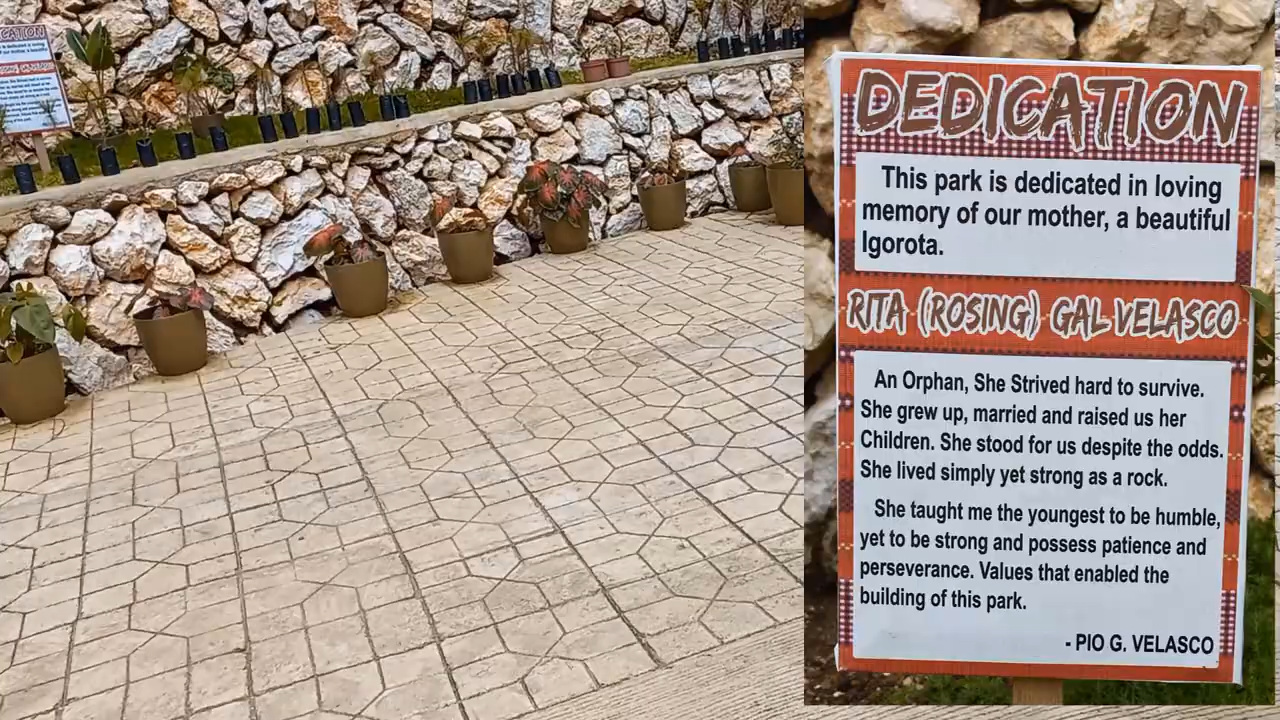 DEDICATION
This park is dedicated in loving
memory of our mother, a beautiful
Igorota.
RITA (ROSING) GAL VELASCO
An Orphan, She Strived hard to survive.
She grew up, married and raised us her
Children. She stood for us despite the odds.
She lived simply yet strong as a rock.
She taught me the youngest to be humble,
yet to be strong and possess patience and
perseverance. Values that enabled the
building of this park.
- PIO G. VELASCO